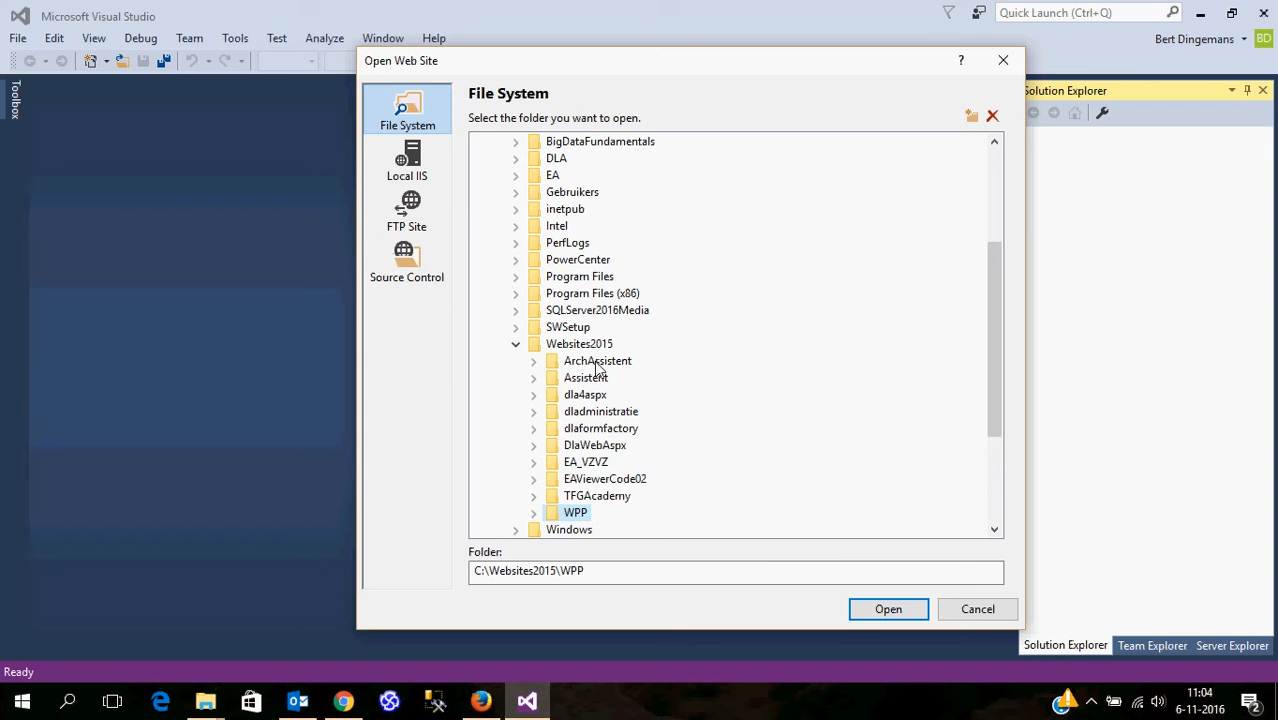 Microsoft Visual Studio
Quick Launch (Ctrl+Q)
File Edit View Debug Team Tools Test Analyze Window Help
Bert Dingemans BD
Toolbox
Open Web Site
?
File System
Local IIS
FTP Site
Source Control
File System
Select the folder you want to open.
BigDataFundamentals
DLA
EA
Gebruikers
inetpub
Intel
PerfLogs
PowerCenter
Program Files
Program Files (x86)
SQLServer2016Media
SWSetup
Websites2015
ArchAssistent
Assistent
dla4aspx
dladministratie
dlaformfactory
DlaWebAspx
EA_VZVZ
EAViewerCode02
TFGAcademy
WPP
Windows
Folder:
C:\Websites2015\WPP
Open Cancel
Solution Explorer
Solution Explorer Team Explorer Server Explorer
Ready
11:04
6-11-2016
2